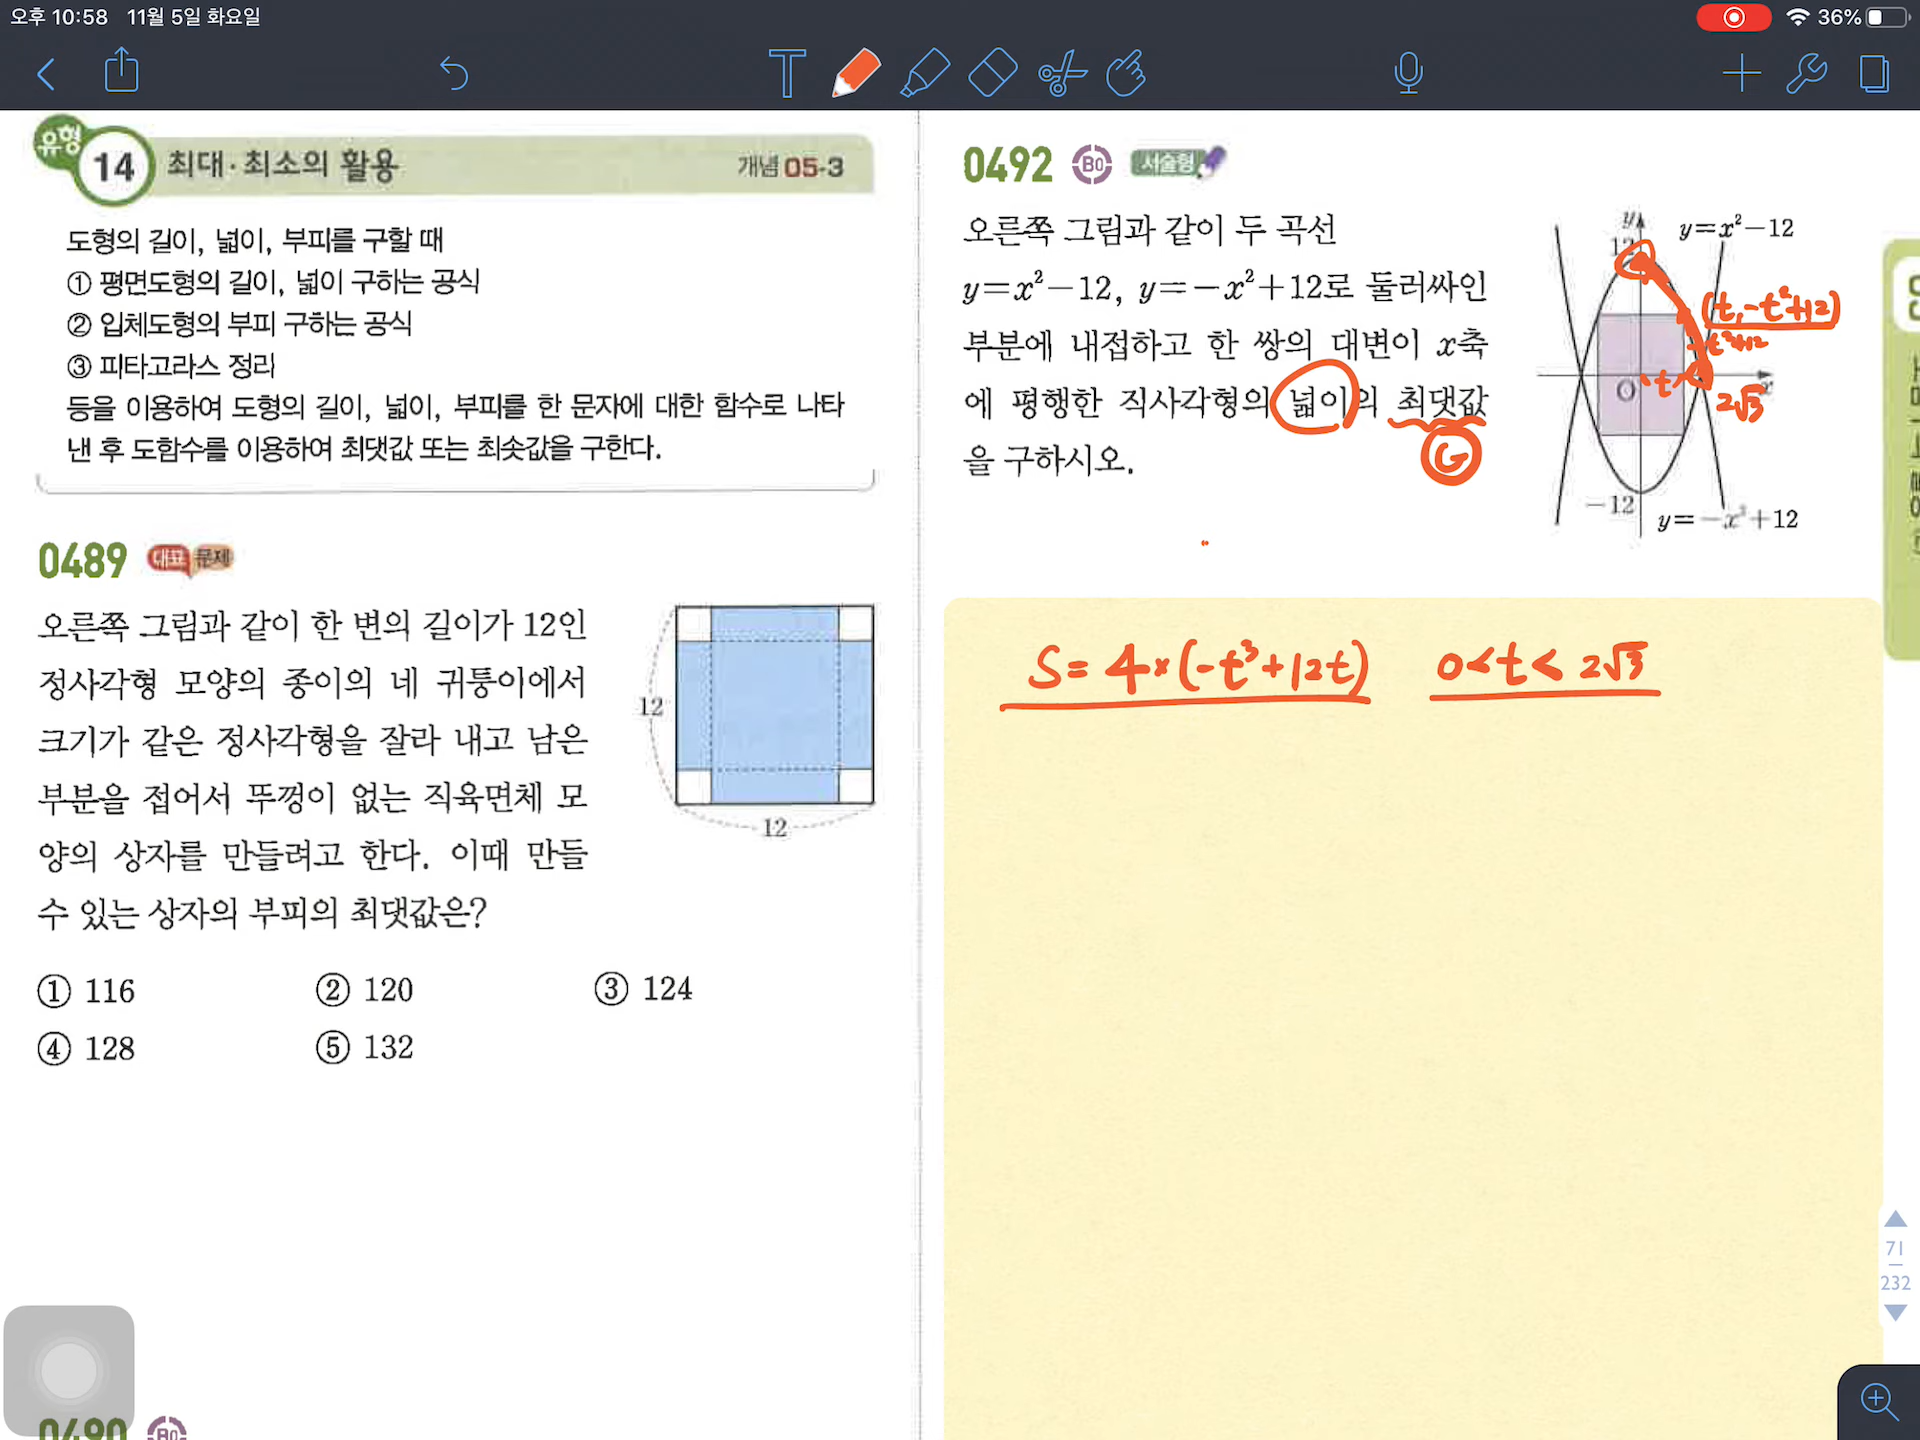 오후 10:58 11월 5일 화요일
36%
유형 14 최대·최소의 활용 개념 05-3
도형의 길이, 넓이, 부피를 구할 때
① 평면도형의 길이, 넓이 구하는 공식
② 입체도형의 부피 구하는 공식
③ 피타고라스 정리
등을 이용하여 도형의 길이, 넓이, 부피를 한 문자에 대한 함수로 나타
낸 후 도함수를 이용하여 최댓값 또는 최솟값을 구한다.
0489 대표 문제
오른쪽 그림과 같이 한 변의 길이가 12인
정사각형 모양의 종이의 네 귀퉁이에서
크기가 같은 정사각형을 잘라 내고 남은
부분을 접어서 뚜껑이 없는 직육면체 모
양의 상자를 만들려고 한다. 이때 만들
수 있는 상자의 부피의 최댓값은?
12
12
① 116 ② 120 ③ 124
④ 128 ⑤ 132
0490 B0
0492 B0 서술형
오른쪽 그림과 같이 두 곡선
y=x²-12, y=-x²+12로 둘러싸인
부분에 내접하고 한 쌍의 대변이 x축
에 평행한 직사각형의 넓이의 최댓값
을 구하시오.
G
y
12
y=x²-12
(t, -t²+12)
-t²+12
O
t
x
2√3
-12
y=-x²+12
S=4×(-t³+12t) 0<t<2√3
71
232